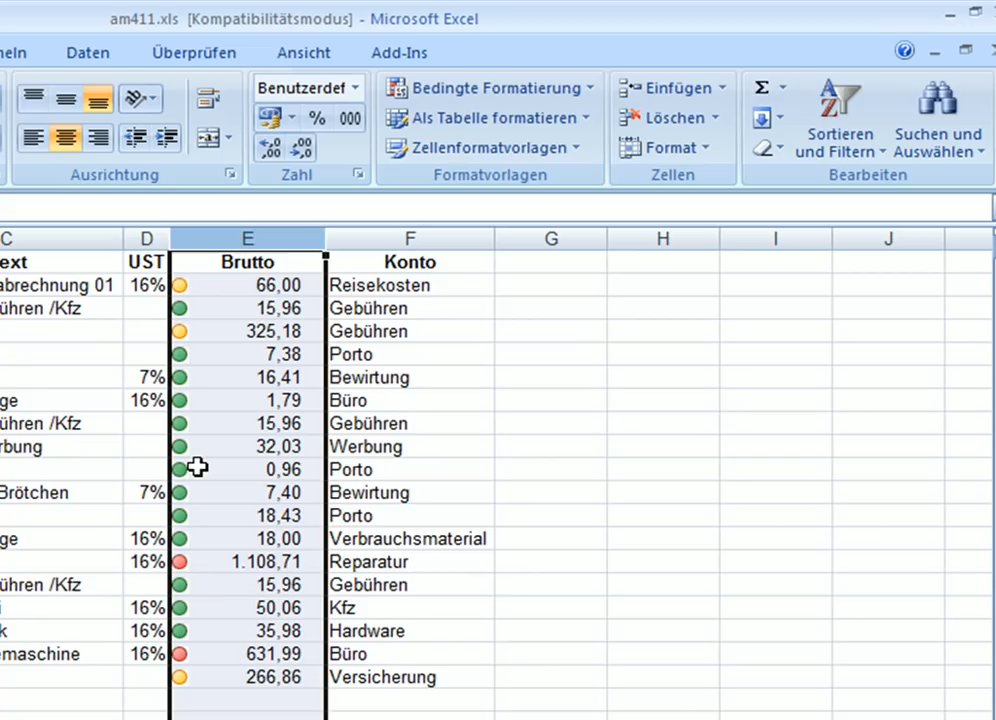 am411.xls [Kompatibilitätsmodus] - Microsoft Excel
neln Daten Überprüfen Ansicht Add-Ins
Benutzerdef Bedingte Formatierung Einfügen Σ
% 000 Als Tabelle formatieren Löschen Sortieren und Filtern Suchen und Auswählen
,0 ,00 ,00 ,0 Zellenformatvorlagen Format
Ausrichtung Zahl Formatvorlagen Zellen Bearbeiten
C D E F G H I J
ext UST Brutto Konto
abrechnung 01 16% 66,00 Reisekosten
ühren /Kfz 15,96 Gebühren
325,18 Gebühren
7,38 Porto
7% 16,41 Bewirtung
ge 16% 1,79 Büro
ühren /Kfz 15,96 Gebühren
rbung 32,03 Werbung
0,96 Porto
Brötchen 7% 7,40 Bewirtung
18,43 Porto
ge 16% 18,00 Verbrauchsmaterial
16% 1.108,71 Reparatur
ühren /Kfz 15,96 Gebühren
i 16% 50,06 Kfz
k 16% 35,98 Hardware
emaschine 16% 631,99 Büro
266,86 Versicherung